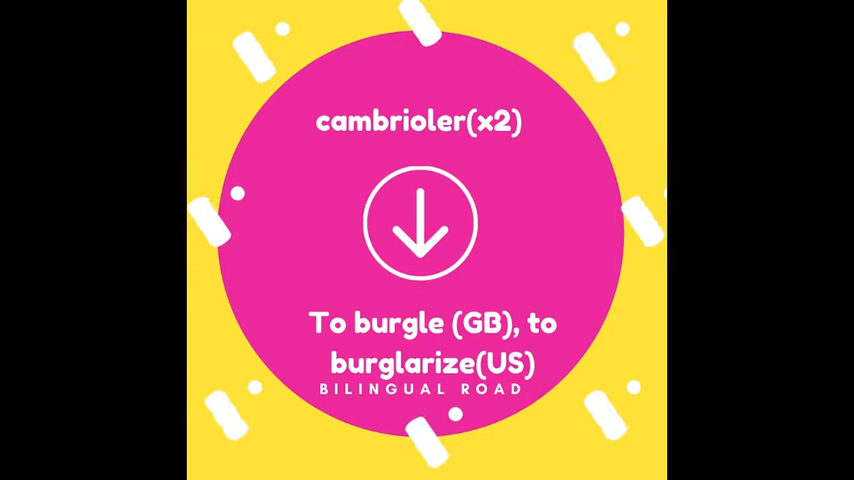 cambrioler(x2)
To burgle (GB), to
burglarize(US)
BILINGUAL ROAD